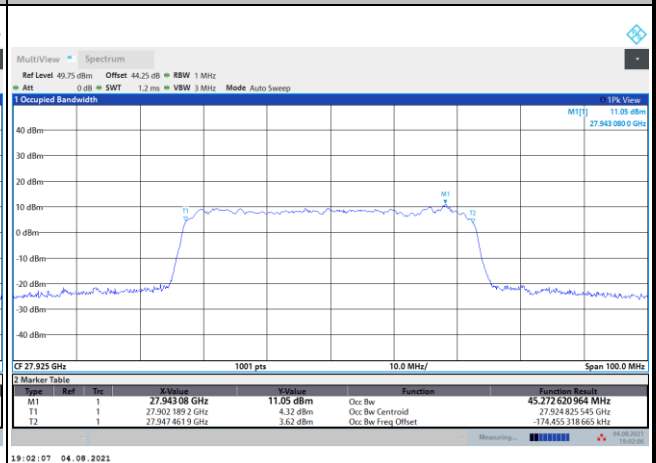 MultiView Spectrum
Ref Level 49.75 dBm Offset 44.25 dB RBW 1 MHz
Att 0 dB SWT 1.2 ms VBW 3 MHz Mode Auto Sweep
1 Occupied Bandwidth 1Pk View
M1[1] 11.05 dBm
27.943 080 0 GHz
40 dBm
30 dBm
20 dBm
M1
10 dBm
T1 T2
0 dBm
-10 dBm
-20 dBm
-30 dBm
-40 dBm
CF 27.925 GHz 1001 pts 10.0 MHz/ Span 100.0 MHz
2 Marker Table
Type Ref Trc X-Value Y-Value Function Function Result
M1 1 27.943 08 GHz 11.05 dBm Occ Bw 45.272 620 964 MHz
T1 1 27.902 189 2 GHz 4.32 dBm Occ Bw Centroid 27.924 825 545 GHz
T2 1 27.947 461 9 GHz 3.62 dBm Occ Bw Freq Offset -174.455 318 665 kHz
Measuring... 04.08.2021
19:02:06
19:02:07 04.08.2021